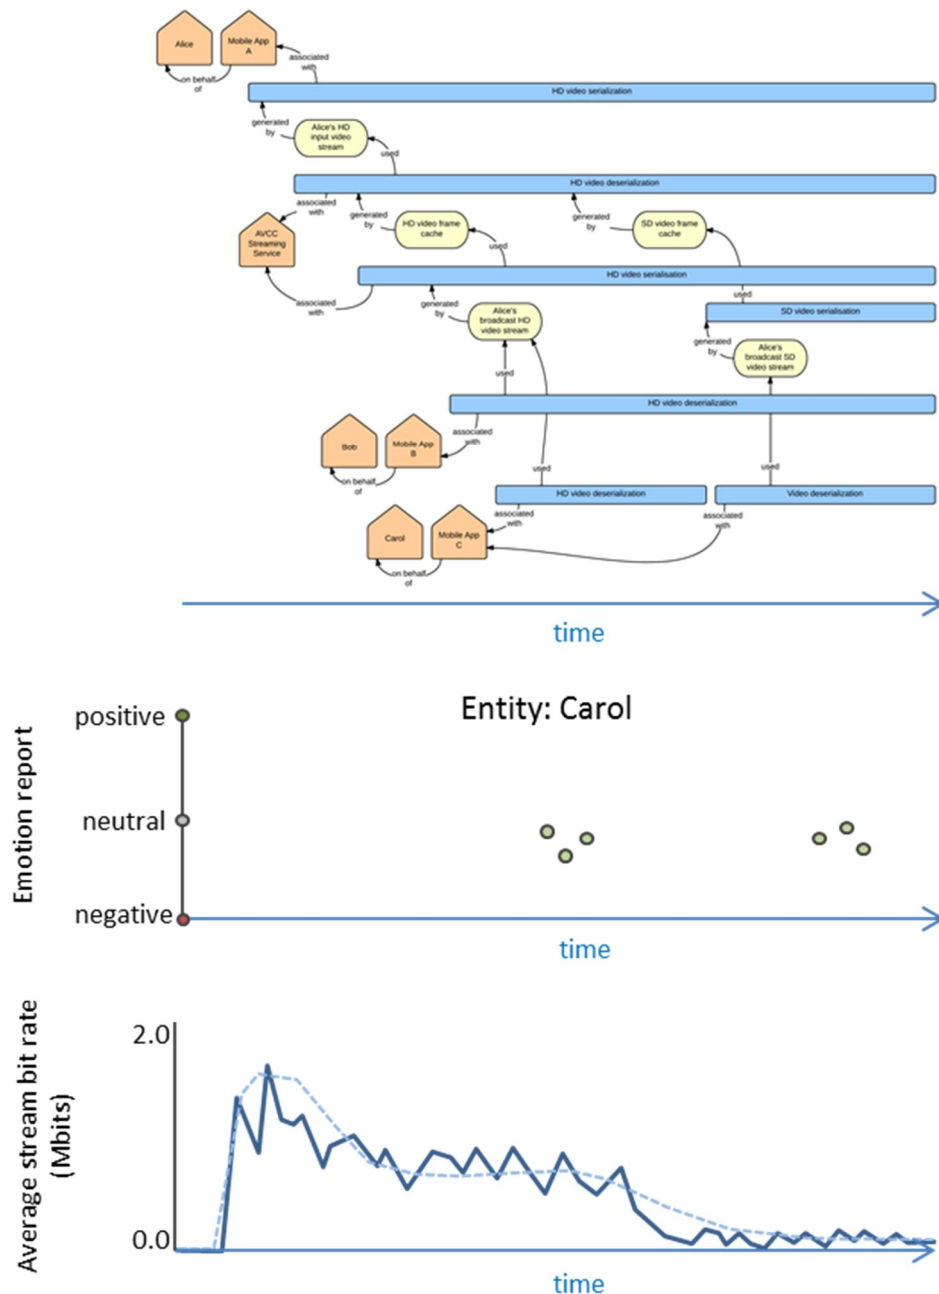 Alice
Mobile App
A
on behalf
of
associated
with
HD video serialization
generated
by
Alice's HD
input video
stream
used
HD video deserialization
associated
with
AVCC
Streaming
Service
generated
by
HD video frame
cache
generated
by
SD video frame
cache
used
HD video serialisation
associated
with
generated
by
Alice's
broadcast HD
video stream
used
SD video serialisation
generated
by
Alice's
broadcast SD
video stream
used
HD video deserialization
Bob
Mobile App
B
associated
with
on behalf
of
used
used
HD video deserialization
Video deserialization
Carol
Mobile App
C
associated
with
associated
with
on behalf
of
time
Entity: Carol
Emotion report
positive
neutral
negative
time
Average stream bit rate
(Mbits)
2.0
0.0
time